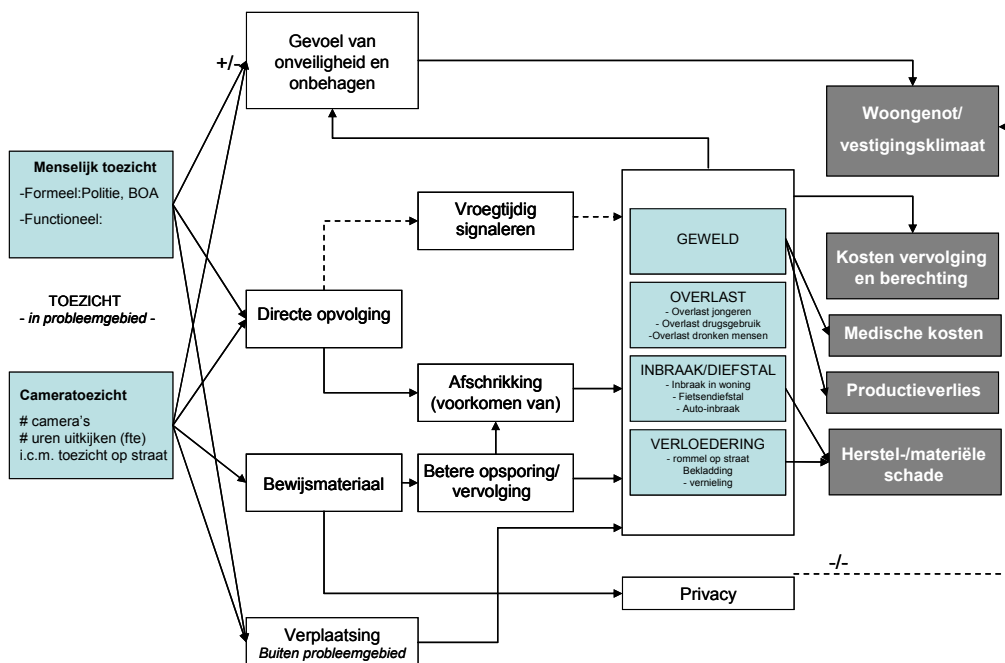 Gevoel van
onveiligheid en
onbehagen
+/-
Woongenot/
vestigingsklimaat
Menselijk toezicht
-Formeel:Politie, BOA
-Functioneel:
Vroegtijdig
signaleren
GEWELD
Kosten vervolging
en berechting
TOEZICHT
- in probleemgebied -
Directe opvolging
OVERLAST
- Overlast jongeren
- Overlast drugsgebruik
-Overlast dronken mensen
Medische kosten
Cameratoezicht
# camera's
# uren uitkijken (fte)
i.c.m. toezicht op straat
Afschrikking
(voorkomen van)
INBRAAK/DIEFSTAL
- Inbraak in woning
- Fietsendiefstal
- Auto-inbraak
Productieverlies
Bewijsmateriaal
Betere opsporing/
vervolging
VERLOEDERING
- rommel op straat
Bekladding
- vernieling
Herstel-/materiële
schade
-/-
Privacy
Verplaatsing
Buiten probleemgebied